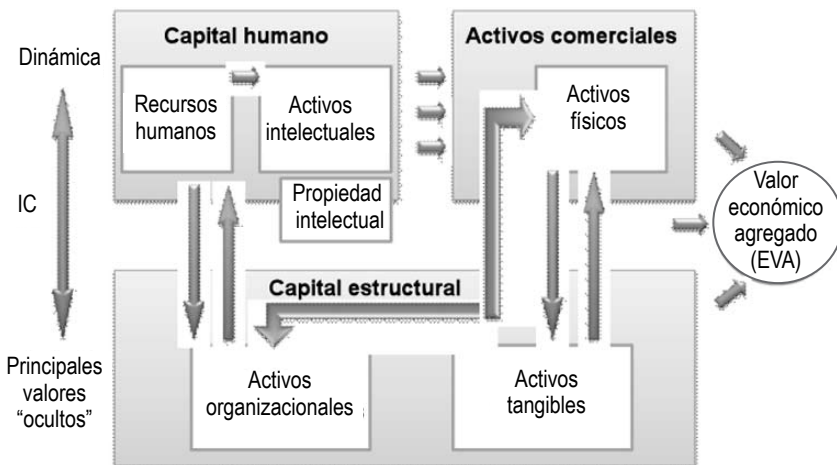 Capital humano
Activos comerciales
Dinámica
Recursos
humanos
Activos
intelectuales
Activos
físicos
IC
Propiedad
intelectual
Valor
económico
agregado
(EVA)
Capital estructural
Principales
valores
“ocultos”
Activos
organizacionales
Activos
tangibles